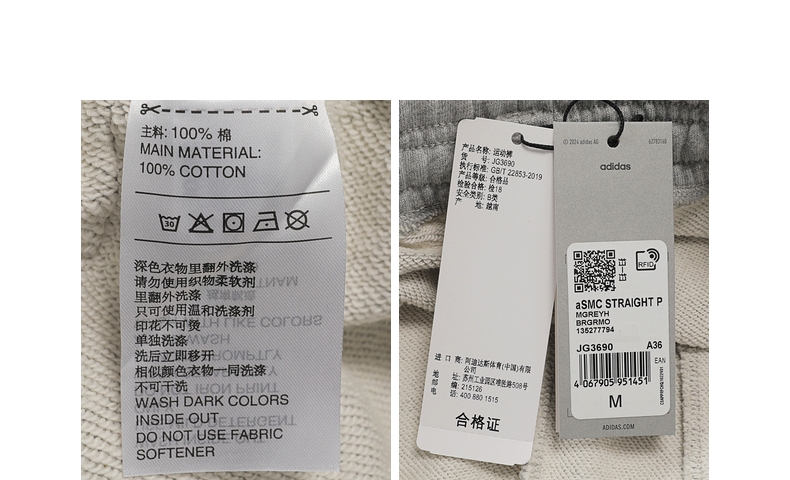 主料: 100% 棉
MAIN MATERIAL:
100% COTTON
30
深色衣物里翻外洗涤
请勿使用织物柔软剂
里翻外洗涤
只可使用温和洗涤剂
印花不可烫
单独洗涤
洗后立即移开
相似颜色衣物一同洗涤
不可干洗
WASH DARK COLORS
INSIDE OUT
DO NOT USE FABRIC
SOFTENER
产品名称: 运动裤
货 号: JG3690
执行标准: GB/T 22853-2019
产品等级: 合格品
检验合格: 检18
安全类别: B类
产 地: 越南
进 口 商: 阿迪达斯体育(中国)有限
公司
地 址: 苏州工业园区唯胜路508号
邮 编: 215126
电 话: 400 880 1515
合格证
© 2024 adidas AG
adidas
RFID
aSMC STRAIGHT P
MGREYH
BRGRMO
135277794
JG3690 A36
EAN
4 067905 951451
M
ADIDAS.COM